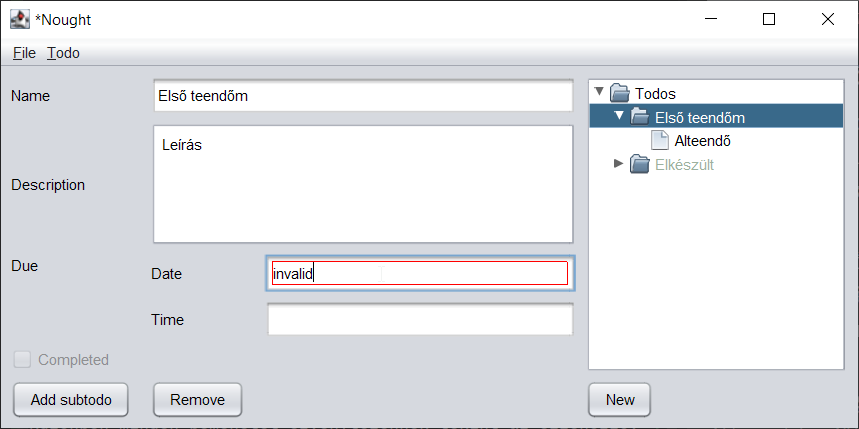 *Nought
File Todo
Name
Első teendőm
Description
Leírás
Due
Date
invalid
Time
Completed
Add subtodo
Remove
Todos
Első teendőm
Alteendő
Elkészült
New